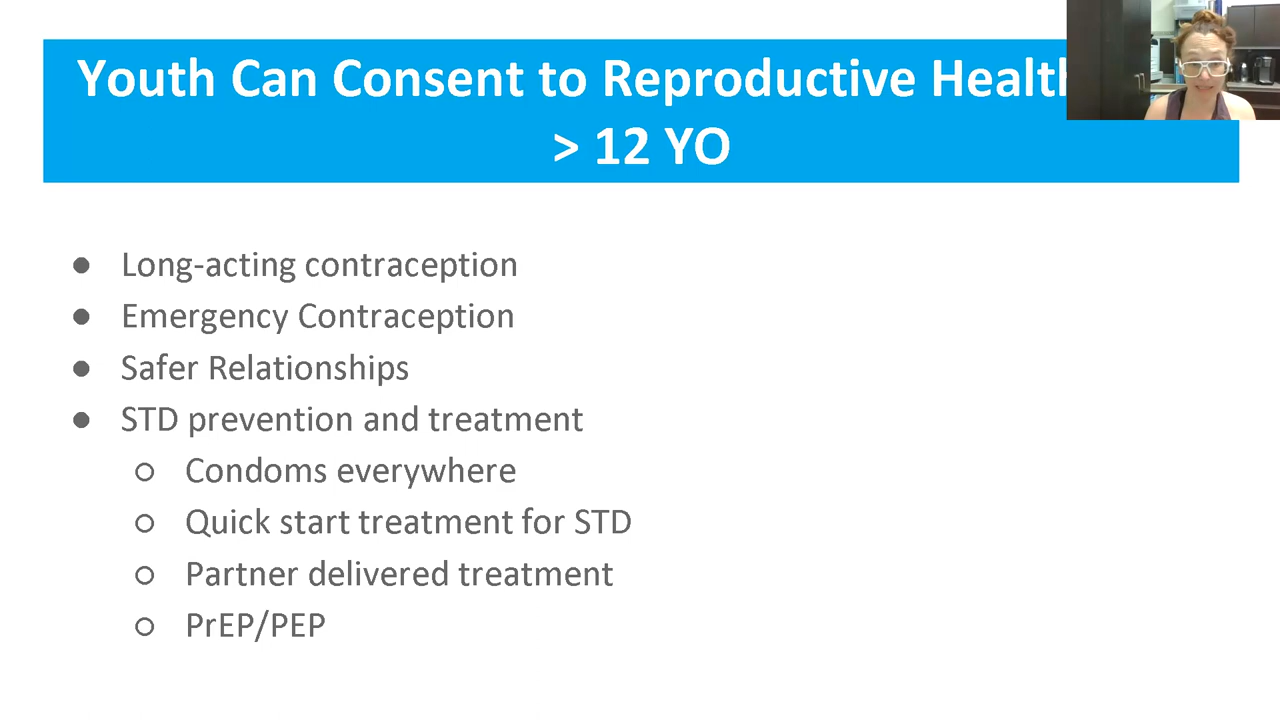 Youth Can Consent to Reproductive Health
> 12 YO
● Long-acting contraception
● Emergency Contraception
● Safer Relationships
● STD prevention and treatment
○ Condoms everywhere
○ Quick start treatment for STD
○ Partner delivered treatment
○ PrEP/PEP